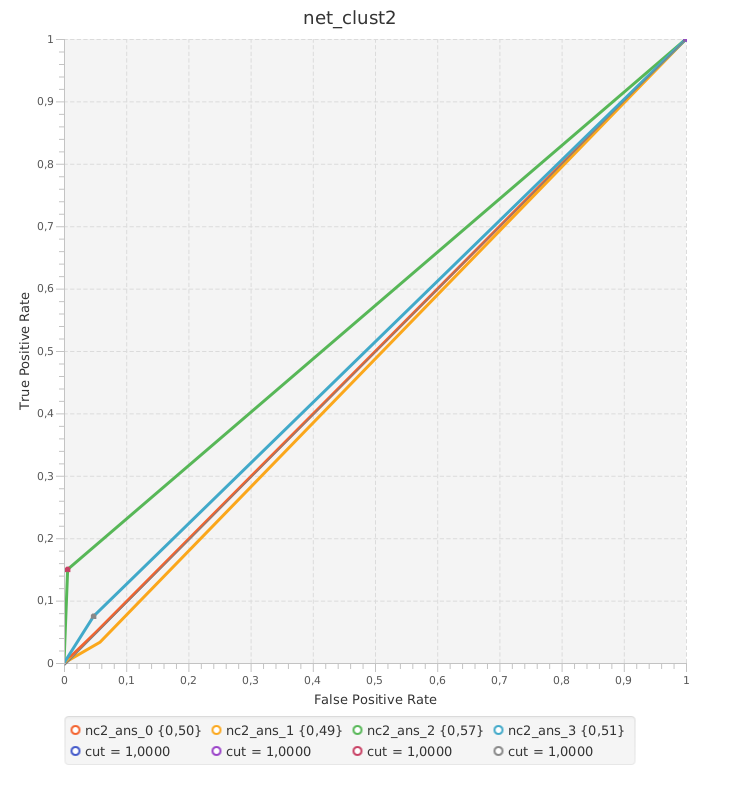 net_clust2
1
0,9
0,8
0,7
0,6
0,5
0,4
0,3
0,2
0,1
0
True Positive Rate
0 0,1 0,2 0,3 0,4 0,5 0,6 0,7 0,8 0,9 1
False Positive Rate
nc2_ans_0 {0,50} nc2_ans_1 {0,49} nc2_ans_2 {0,57} nc2_ans_3 {0,51}
cut = 1,0000 cut = 1,0000 cut = 1,0000 cut = 1,0000